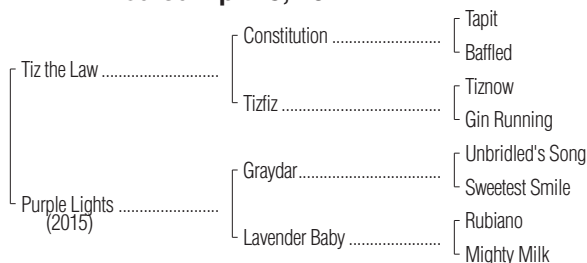 Constitution
Tapit
Baffled
Tiz the Law
Tizfiz
Tiznow
Gin Running
Graydar
Unbridled's Song
Sweetest Smile
Purple Lights
(2015)
Lavender Baby
Rubiano
Mighty Milk